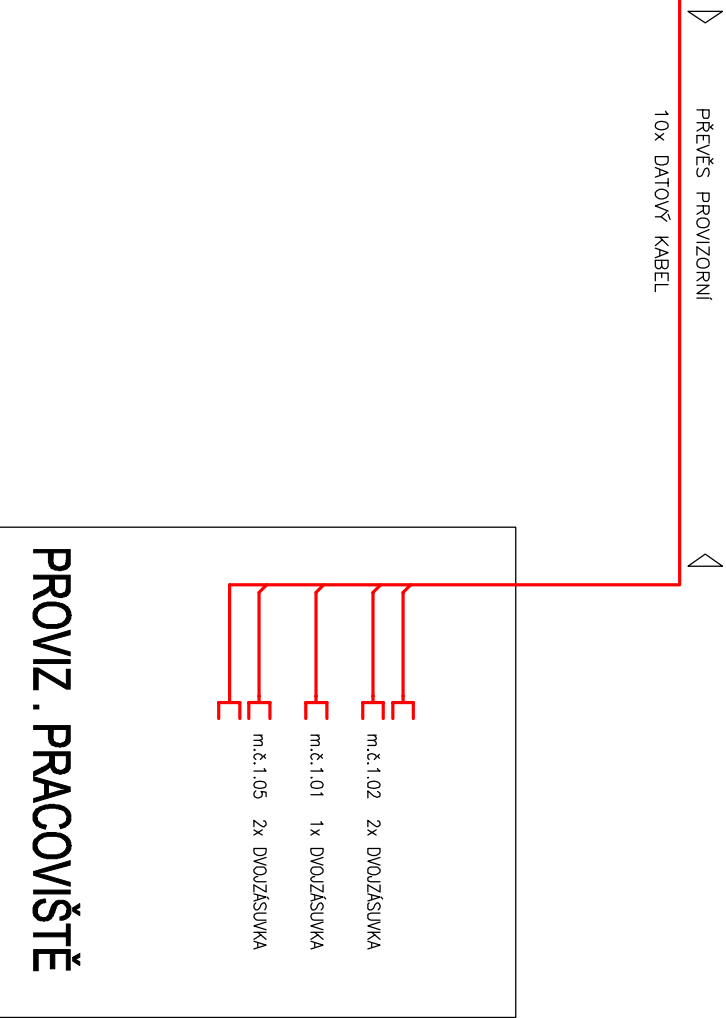 PŘEVĚS PROVIZORNÍ
10x DATOVÝ KABEL
m.č.1.02 2x DVOJZÁSUVKA
m.č.1.01 1x DVOJZÁSUVKA
m.č.1.05 2x DVOJZÁSUVKA
PROVIZ . PRACOVIŠTĚ